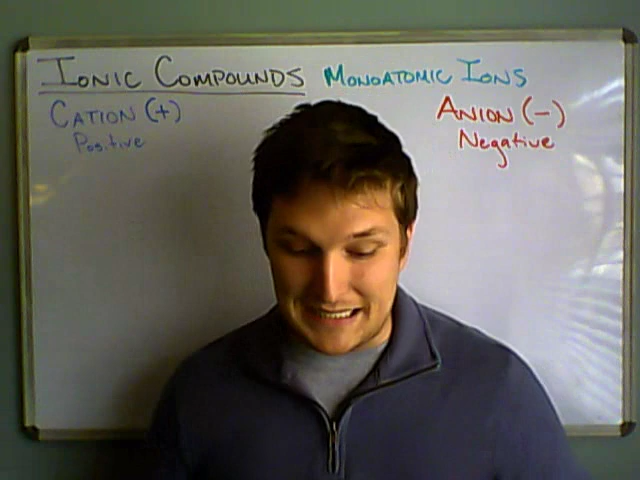 IONIC COMPOUNDS MONOATOMIC IONS
CATION (+) ANION (-)
Positive Negative